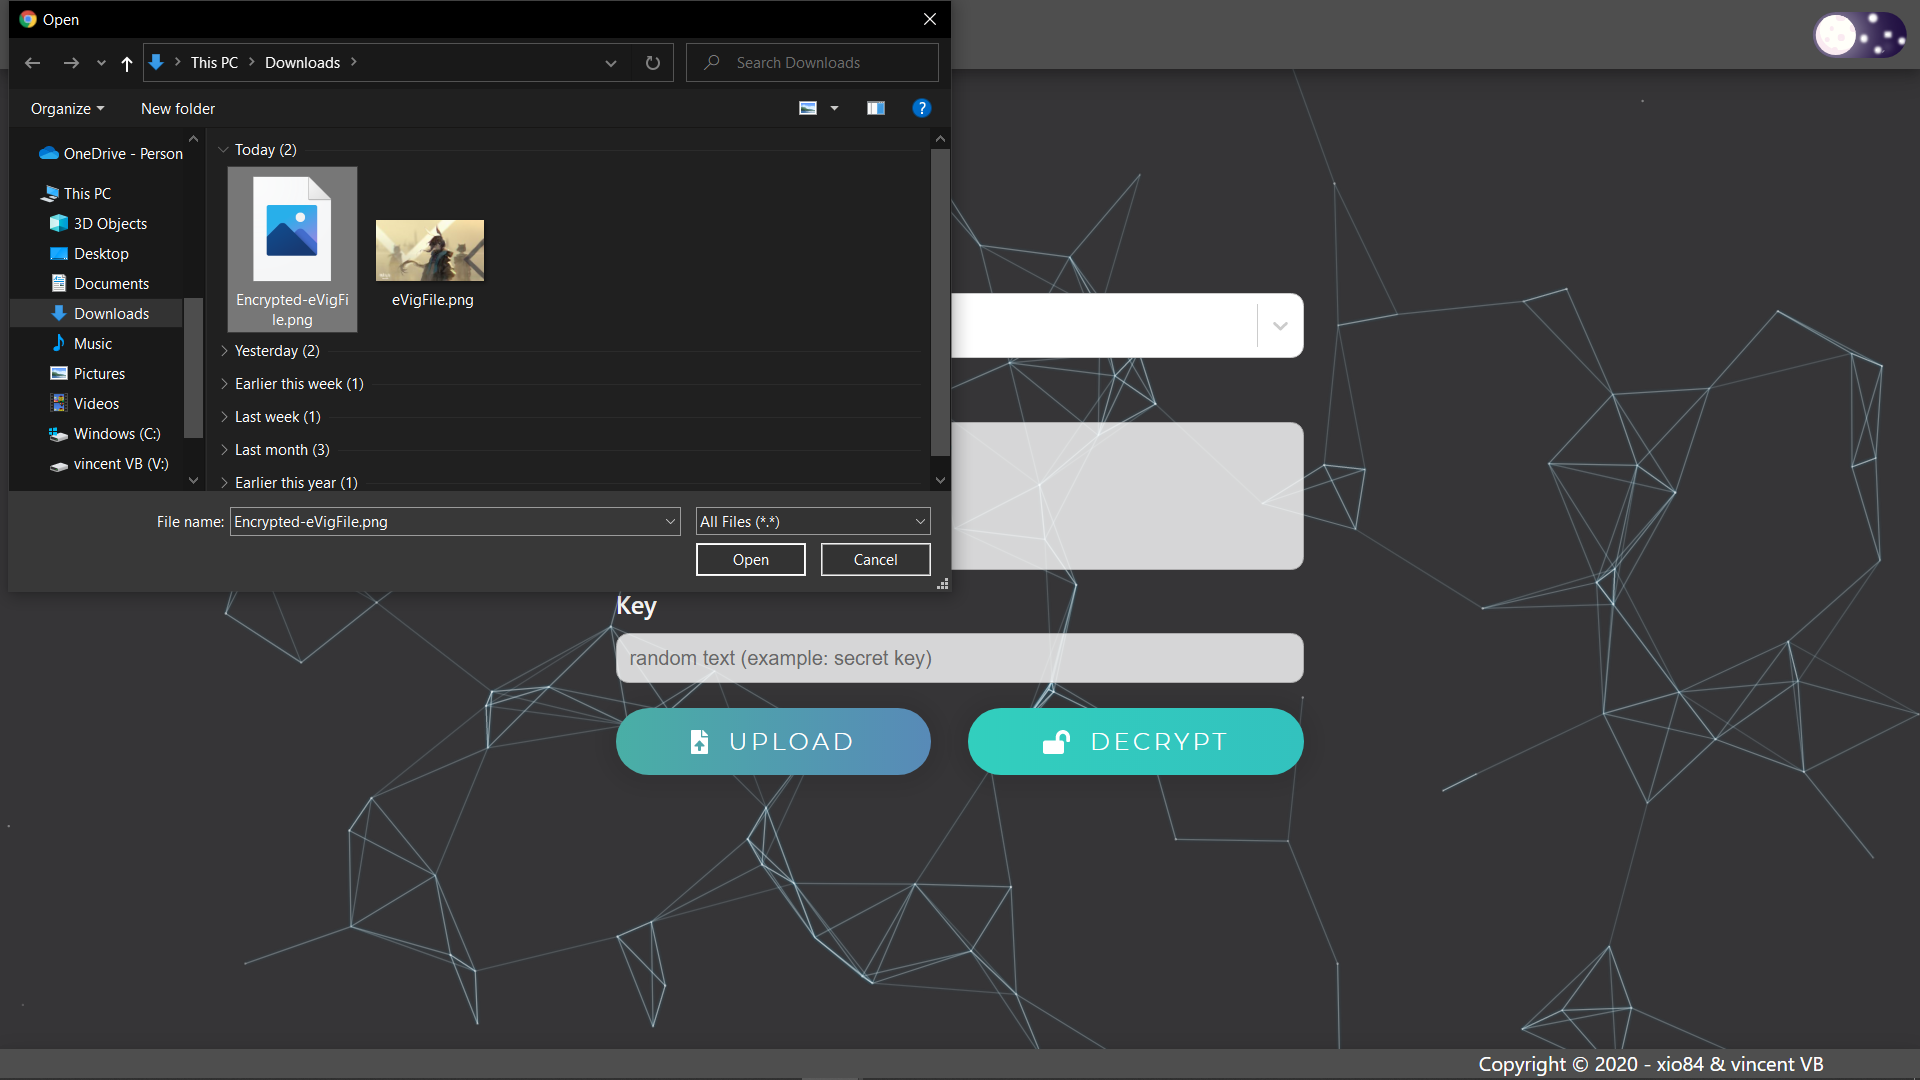 Open
This PC
Downloads
Search Downloads
Organize
New folder
OneDrive - Person
This PC
3D Objects
Desktop
Documents
Downloads
Music
Pictures
Videos
Windows (C:)
vincent VB (V:)
Today (2)
Encrypted-eVigFi
le.png
eVigFile.png
Yesterday (2)
Earlier this week (1)
Last week (1)
Last month (3)
Earlier this year (1)
File name: Encrypted-eVigFile.png
All Files (*.*)
Open
Cancel
Key
random text (example: secret key)
UPLOAD
DECRYPT
Copyright © 2020 - xio84 & vincent VB